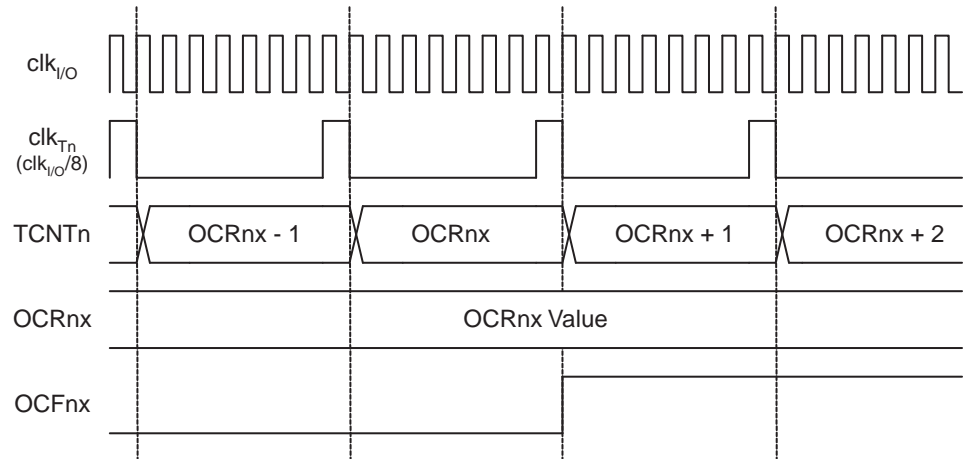 clkI/O
clkTn
(clkI/O/8)
TCNTn OCRnx - 1 OCRnx OCRnx + 1 OCRnx + 2
OCRnx OCRnx Value
OCFnx